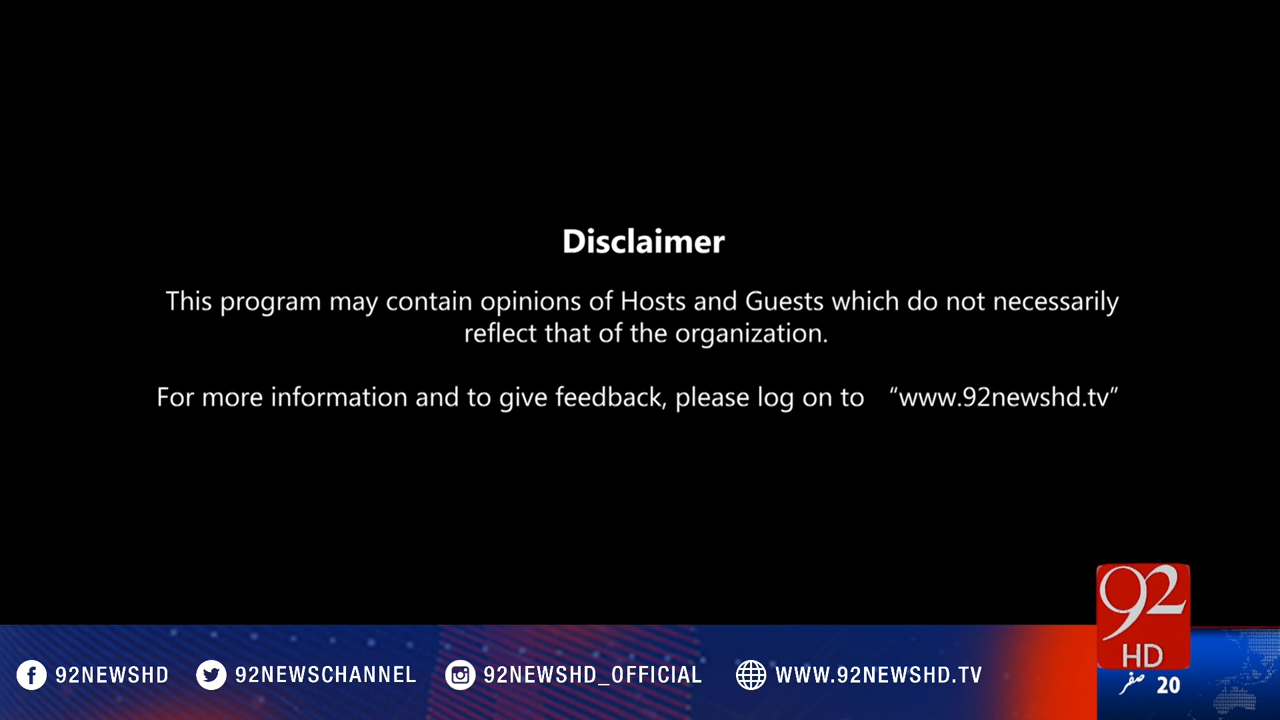 Disclaimer
This program may contain opinions of Hosts and Guests which do not necessarily
reflect that of the organization.
For more information and to give feedback, please log on to “www.92newshd.tv”
92
HD
92NEWSHD
92NEWSCHANNEL
92NEWSHD_OFFICIAL
WWW.92NEWSHD.TV
20 صفر